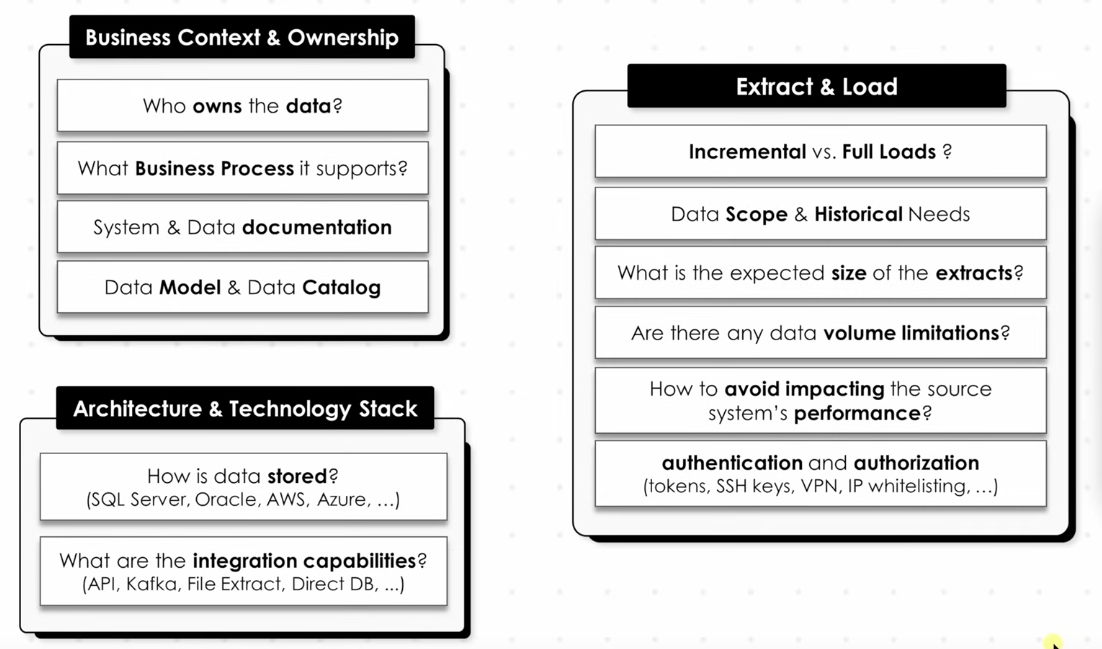 Business Context & Ownership
Who owns the data?
What Business Process it supports?
System & Data documentation
Data Model & Data Catalog
Architecture & Technology Stack
How is data stored?
(SQL Server, Oracle, AWS, Azure, ...)
What are the integration capabilities?
(API, Kafka, File Extract, Direct DB, ...)
Extract & Load
Incremental vs. Full Loads ?
Data Scope & Historical Needs
What is the expected size of the extracts?
Are there any data volume limitations?
How to avoid impacting the source
system's performance?
authentication and authorization
(tokens, SSH keys, VPN, IP whitelisting, ...)